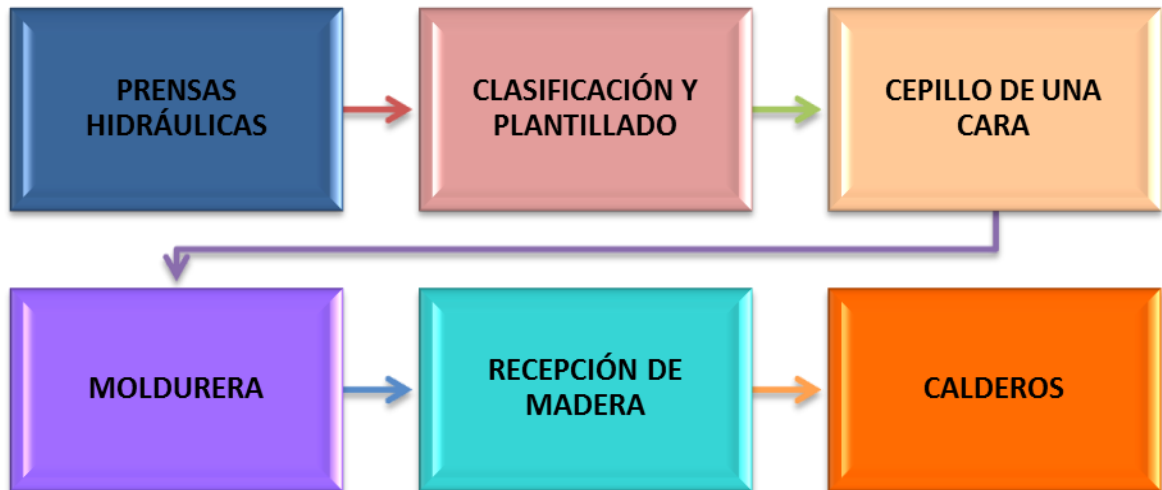 PRENSAS
HIDRÁULICAS
CLASIFICACIÓN Y
PLANTILLADO
CEPILLO DE UNA
CARA
MOLDURERA
RECEPCIÓN DE
MADERA
CALDEROS